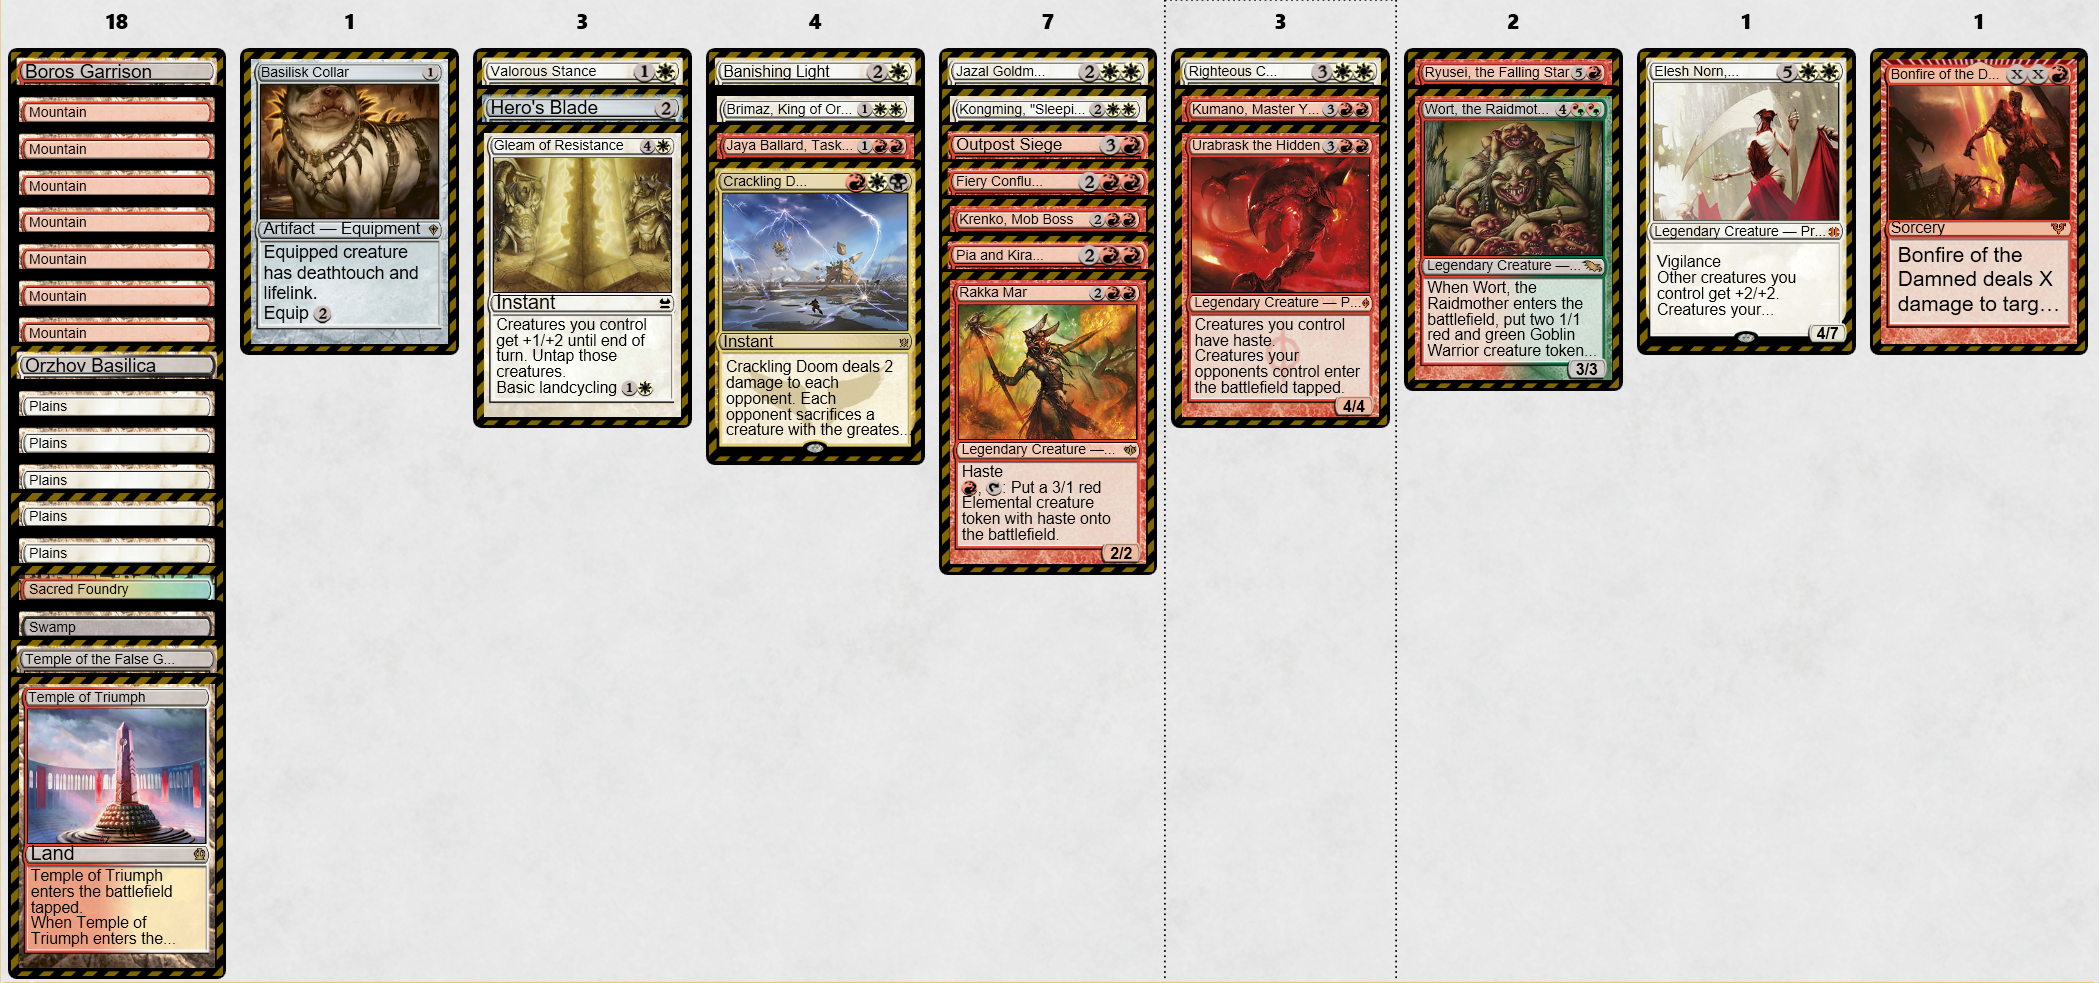 18
Boros Garrison
Mountain
Mountain
Mountain
Mountain
Mountain
Mountain
Mountain
Orzhov Basilica
Plains
Plains
Plains
Plains
Plains
Sacred Foundry
Swamp
Temple of the False G...
Temple of Triumph
Land
Temple of Triumph
enters the battlefield
tapped.
When Temple of
Triumph enters the...
1
Basilisk Collar 1
Artifact — Equipment
Equipped creature
has deathtouch and
lifelink.
Equip 2
3
Valorous Stance 1
Hero's Blade 2
Gleam of Resistance 4
Instant
Creatures you control
get +1/+2 until end of
turn. Untap those
creatures.
Basic landcycling 1
4
Banishing Light 2
(Brimaz, King of Or... 1
Jaya Ballard, Task... 1
Crackling D...
Instant
Crackling Doom deals 2
damage to each
opponent. Each
opponent sacrifices a
creature with the greates...
7
Jazal Goldm... 2
Kongming, "Sleepi... 2
Outpost Siege 3
Fiery Conflu... 2
Krenko, Mob Boss 2
Pia and Kira... 2
Rakka Mar 2
Legendary Creature —...
Haste
, : Put a 3/1 red
Elemental creature
token with haste onto
the battlefield.
2/2
3
Righteous C... 3
Kumano, Master Y... 3
Urabrask the Hidden 3
Legendary Creature — P...
Creatures you control
have haste.
Creatures your
opponents control enter
the battlefield tapped.
4/4
2
Ryusei, the Falling Star 5
Wort, the Raidmot... 4
Legendary Creature —...
When Wort, the
Raidmother enters the
battlefield, put two 1/1
red and green Goblin
Warrior creature token...
3/3
1
Elesh Norn,... 5
Legendary Creature — Pr...
Vigilance
Other creatures you
control get +2/+2.
Creatures your...
4/7
1
Bonfire of the D... X X
Sorcery
Bonfire of the
Damned deals X
damage to targ...